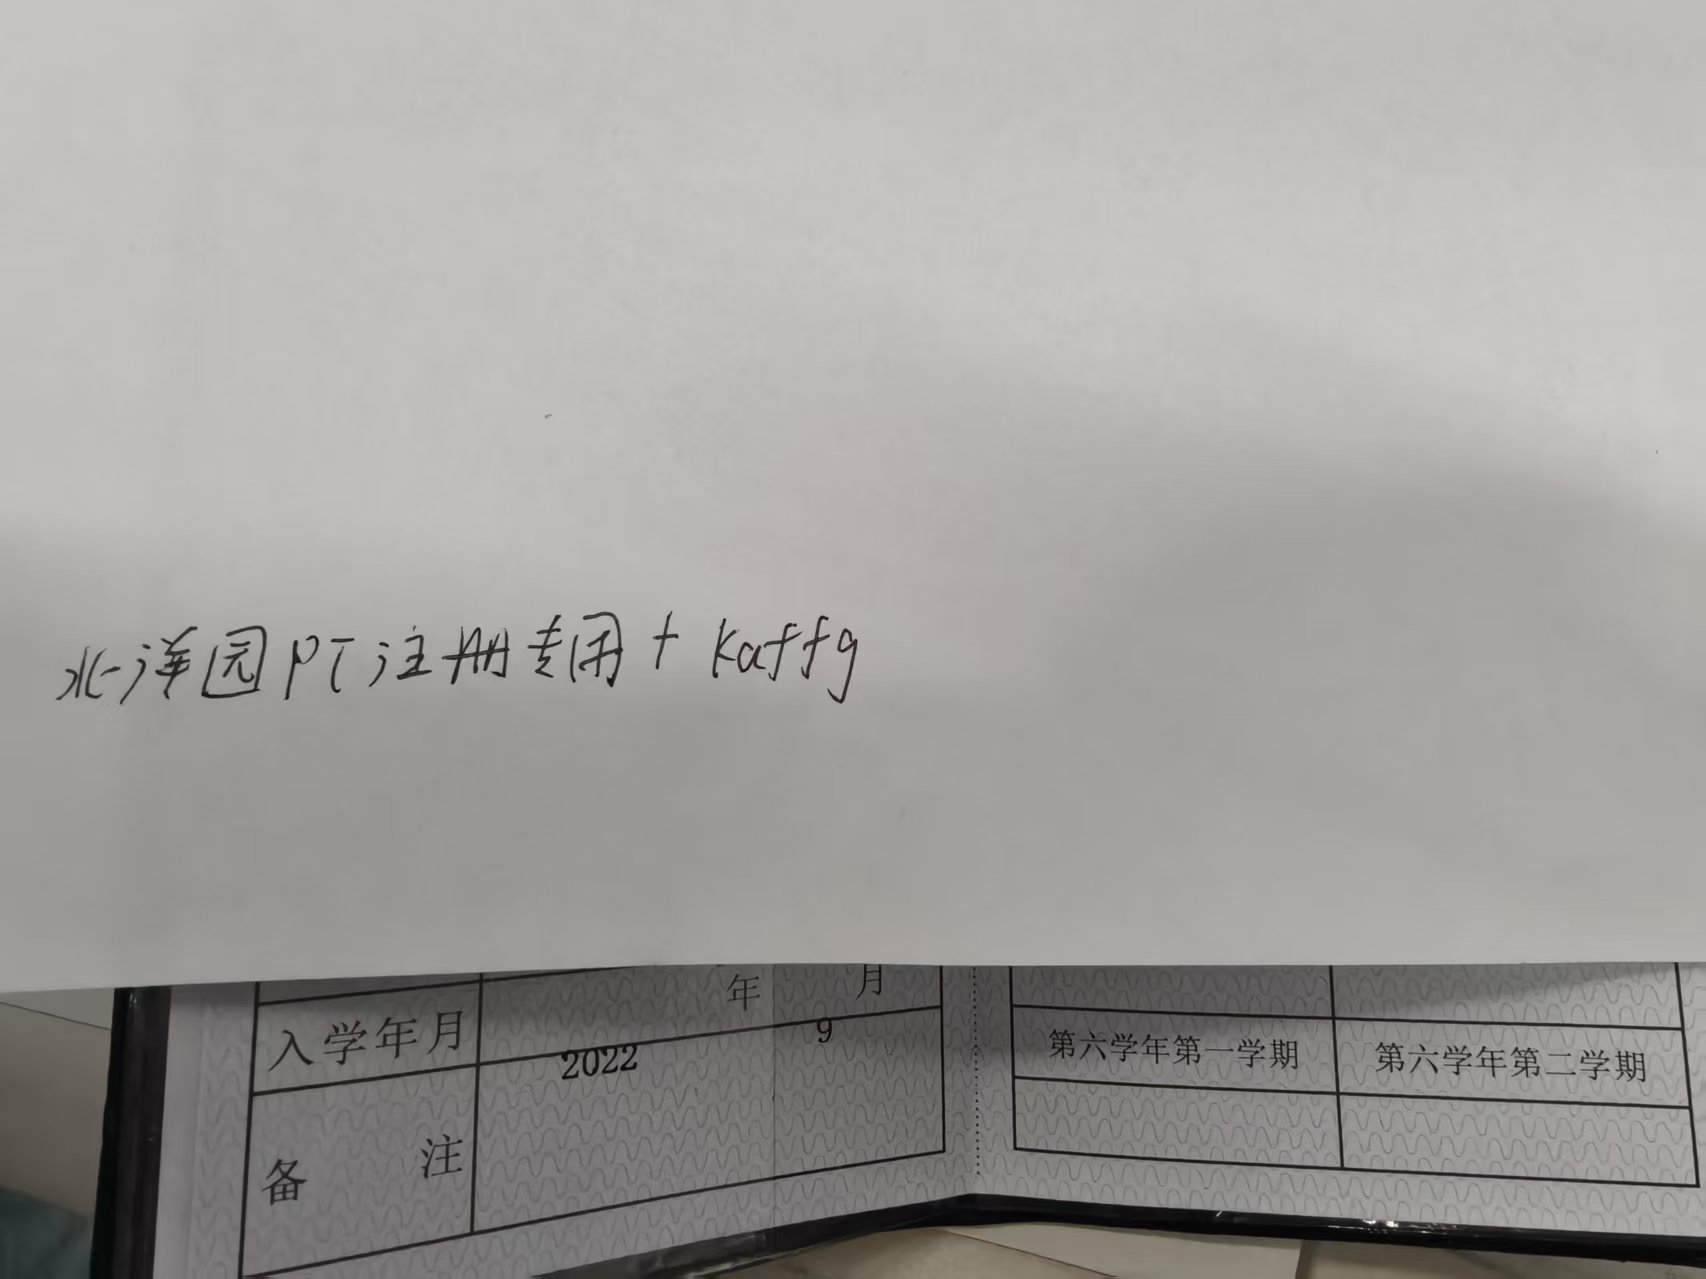 北洋园PT注册专用+kaffg
年 月
入学年月 2022 9
备 注
第六学年第一学期 第六学年第二学期